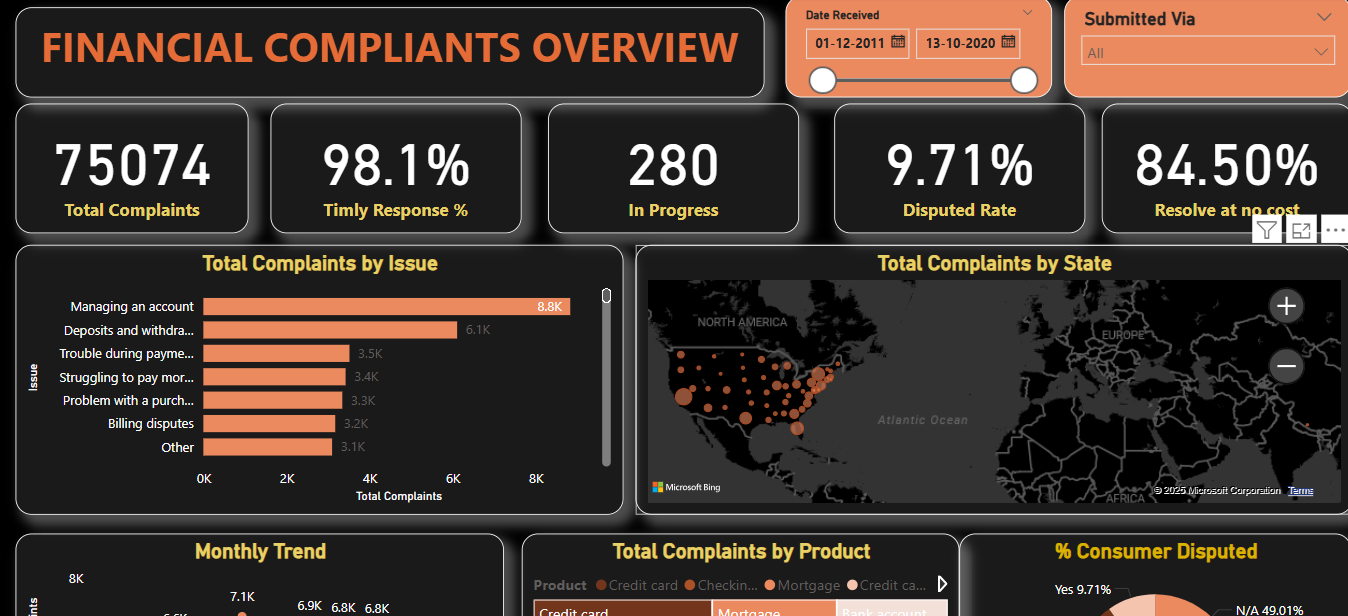 FINANCIAL COMPLIANTS OVERVIEW
Date Received
01-12-2011
13-10-2020
Submitted Via
All
75074
Total Complaints
98.1%
Timly Response %
280
In Progress
9.71%
Disputed Rate
84.50%
Resolve at no cost
Total Complaints by Issue
Issue
Managing an account
8.8K
Deposits and withdra...
6.1K
Trouble during payme...
3.5K
Struggling to pay mor...
3.4K
Problem with a purch...
3.3K
Billing disputes
3.2K
Other
3.1K
0K 2K 4K 6K 8K
Total Complaints
Total Complaints by State
NORTH AMERICA
EUROPE
Atlantic Ocean
AFRICA
Microsoft Bing
© 2025 Microsoft Corporation Terms
Monthly Trend
8K
7.1K
6.9K 6.8K 6.8K
Total Complaints by Product
Product Credit card Checkin... Mortgage Credit ca...
Credit card
Mortgage
Bank account
% Consumer Disputed
Yes 9.71%
N/A 49.01%